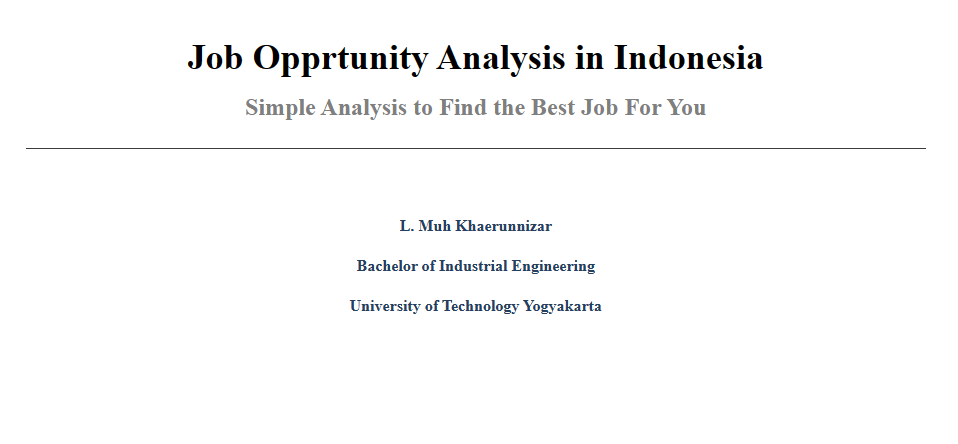 Job Opprtunity Analysis in Indonesia
Simple Analysis to Find the Best Job For You
L. Muh Khaerunnizar
Bachelor of Industrial Engineering
University of Technology Yogyakarta